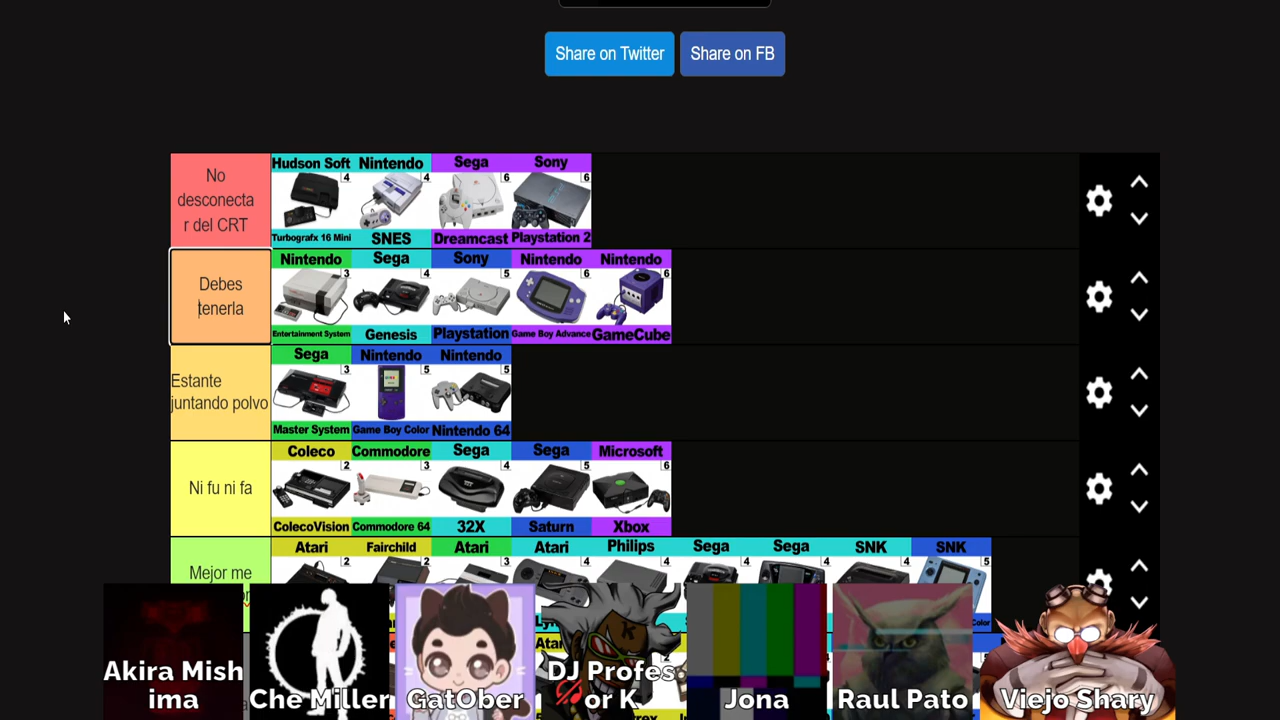 Share on Twitter Share on FB
No
desconecta
r del CRT
Hudson Soft Nintendo Sega Sony
4 4 6 6
Turbografx 16 Mini SNES Dreamcast Playstation 2
Debes
tenerla
Nintendo Sega Sony Nintendo Nintendo
3 4 5 6 6
Entertainment System Genesis Playstation Game Boy Advance GameCube
Estante
juntando polvo
Sega Nintendo Nintendo
3 5 5
Master System Game Boy Color Nintendo 64
Ni fu ni fa
Coleco Commodore Sega Sega Microsoft
2 3 4 5 6
ColecoVision Commodore 64 32X Saturn Xbox
Mejor me
Atari Fairchild Atari Atari Philips Sega Sega SNK SNK
2 2 3 4 4 4 4 4 5
Color
Akira Mish
ima
Che Miller
GatOber
DJ Profes
or K
Jona
Raul Pato
Viejo Shary